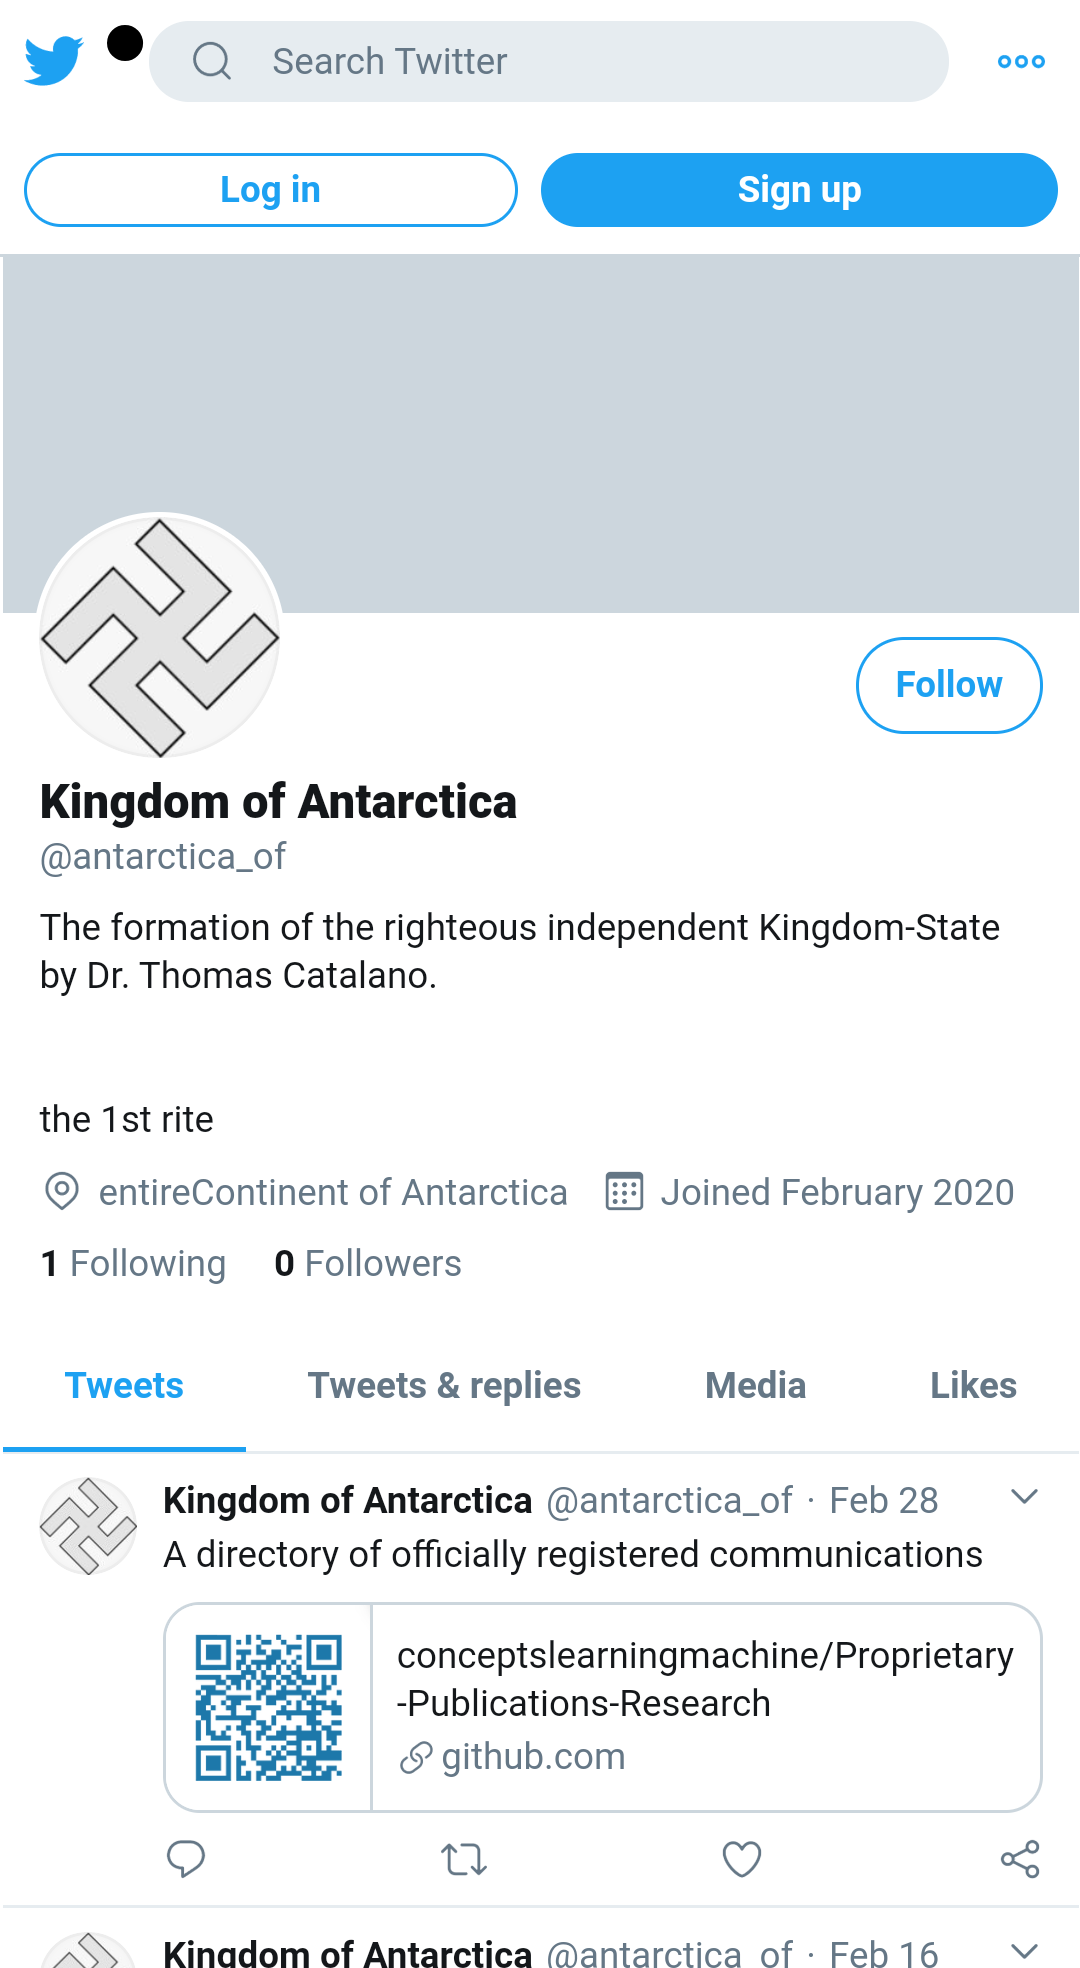 Search Twitter
Log in
Sign up
Follow
Kingdom of Antarctica
@antarctica_of
The formation of the righteous independent Kingdom-State
by Dr. Thomas Catalano.
the 1st rite
entireContinent of Antarctica Joined February 2020
1 Following 0 Followers
Tweets Tweets & replies Media Likes
Kingdom of Antarctica @antarctica_of · Feb 28
A directory of officially registered communications
conceptslearningmachine/Proprietary
-Publications-Research
github.com
Kingdom of Antarctica @antarctica_of · Feb 16